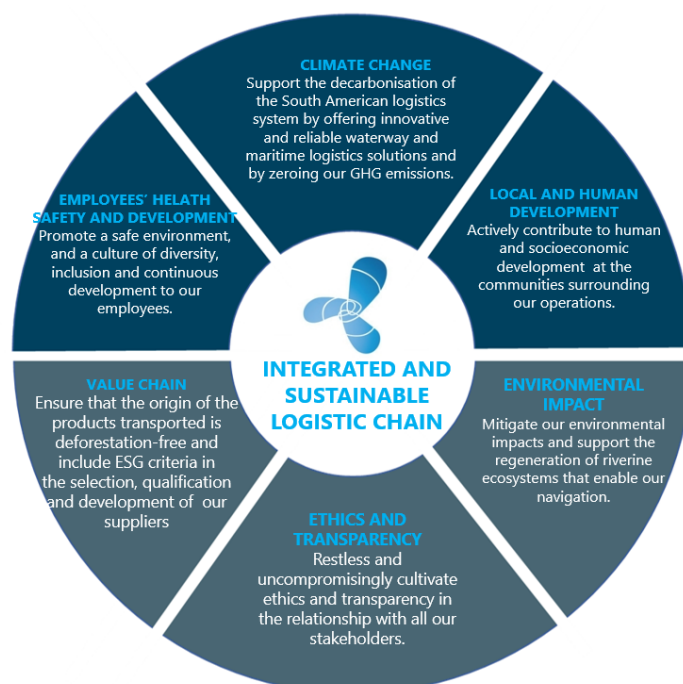 CLIMATE CHANGE
Support the decarbonisation of
the South American logistics
system by offering innovative
and reliable waterway and
maritime logistics solutions and
by zeroing our GHG emissions.
EMPLOYEES’ HELATH
SAFETY AND DEVELOPMENT
Promote a safe environment,
and a culture of diversity,
inclusion and continuous
development to our
employees.
LOCAL AND HUMAN
DEVELOPMENT
Actively contribute to human
and socioeconomic
development at the
communities surrounding
our operations.
INTEGRATED AND
SUSTAINABLE
LOGISTIC CHAIN
VALUE CHAIN
Ensure that the origin of the
products transported is
deforestation-free and
include ESG criteria in
the selection, qualification
and development of our
suppliers
ENVIRONMENTAL
IMPACT
Mitigate our environmental
impacts and support the
regeneration of riverine
ecosystems that enable our
navigation.
ETHICS AND
TRANSPARENCY
Restless and
uncompromisingly cultivate
ethics and transparency in
the relationship with all our
stakeholders.